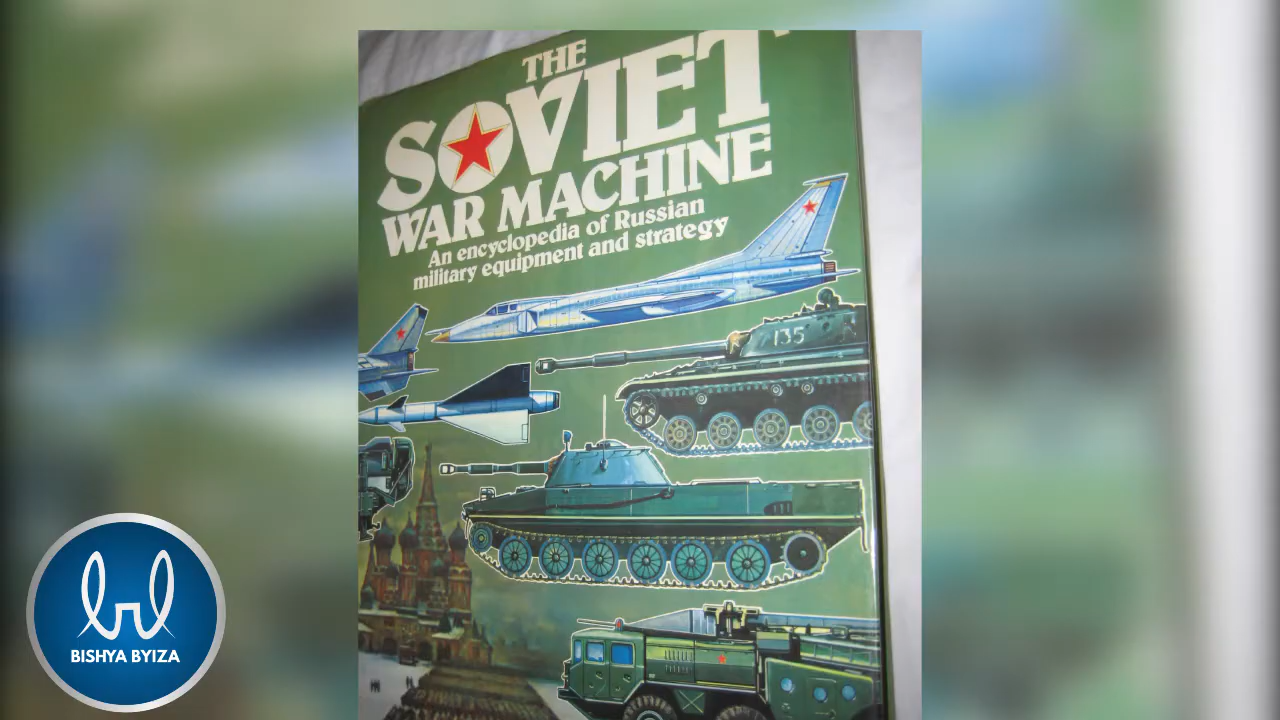 THE
SOVIET
WAR MACHINE
An encyclopedia of Russian
military equipment and strategy
135
BISHYA BYIZA